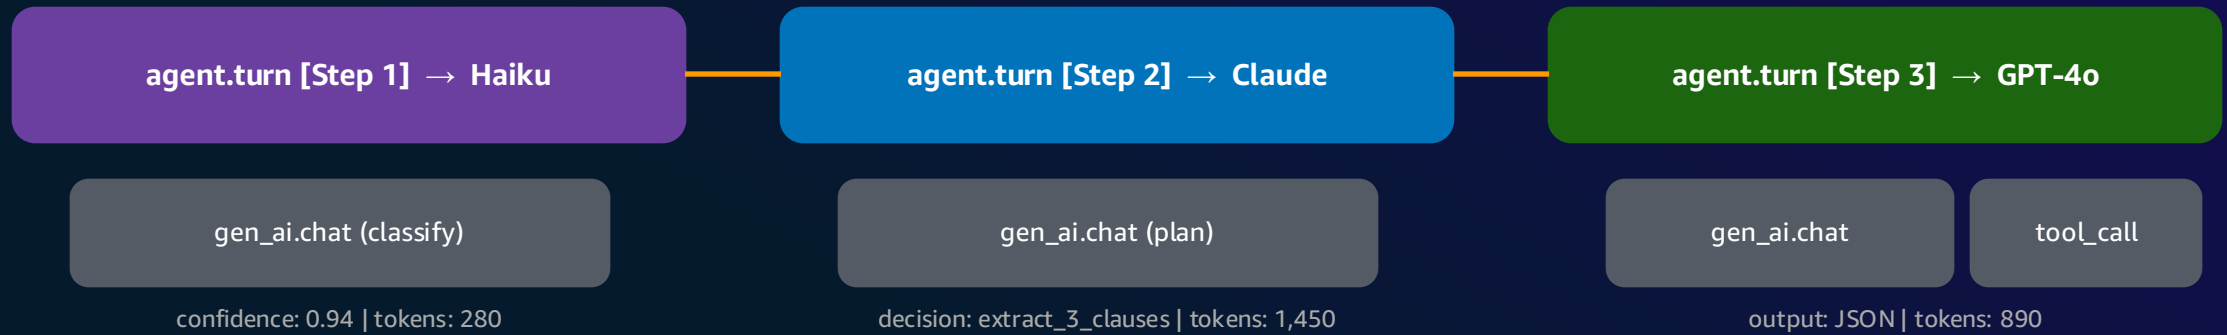 agent.turn [Step 1] → Haiku
agent.turn [Step 2] → Claude
agent.turn [Step 3] → GPT-4o
gen_ai.chat (classify)
gen_ai.chat (plan)
gen_ai.chat
tool_call
confidence: 0.94 | tokens: 280
decision: extract_3_clauses | tokens: 1,450
output: JSON | tokens: 890